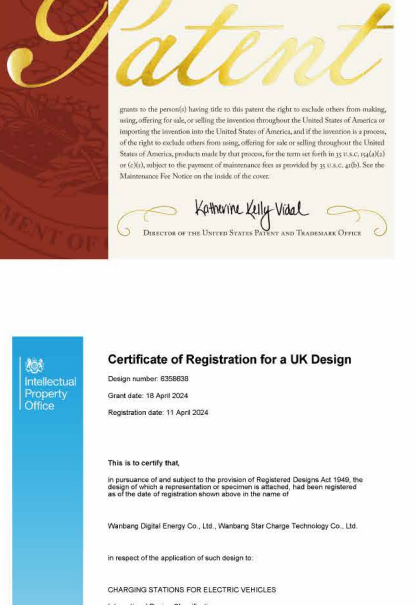 Patent
grants to the person(s) having title to this patent the right to exclude others from making,
using, offering for sale, or selling the invention throughout the United States of America or
importing the invention into the United States of America, and if the invention is a process,
of the right to exclude others from using, offering for sale or selling throughout the United
States of America, products made by that process, for the term set forth in 35 U.S.C. 154(a)(2)
or (c)(1), subject to the payment of maintenance fees as provided by 35 U.S.C. 41(b). See the
Maintenance Fee Notice on the inside of the cover.
Katherine Kelly Vidal
DIRECTOR OF THE UNITED STATES PATENT AND TRADEMARK OFFICE
MENT OF
Intellectual
Property
Office
Certificate of Registration for a UK Design
Design number: 6358638
Grant date: 18 April 2024
Registration date: 11 April 2024
This is to certify that,
in pursuance of and subject to the provision of Registered Designs Act 1949, the
design of which a representation or specimen is attached, had been registered
as of the date of registration shown above in the name of
Wanbang Digital Energy Co., Ltd., Wanbang Star Charge Technology Co., Ltd.
in respect of the application of such design to:
CHARGING STATIONS FOR ELECTRIC VEHICLES